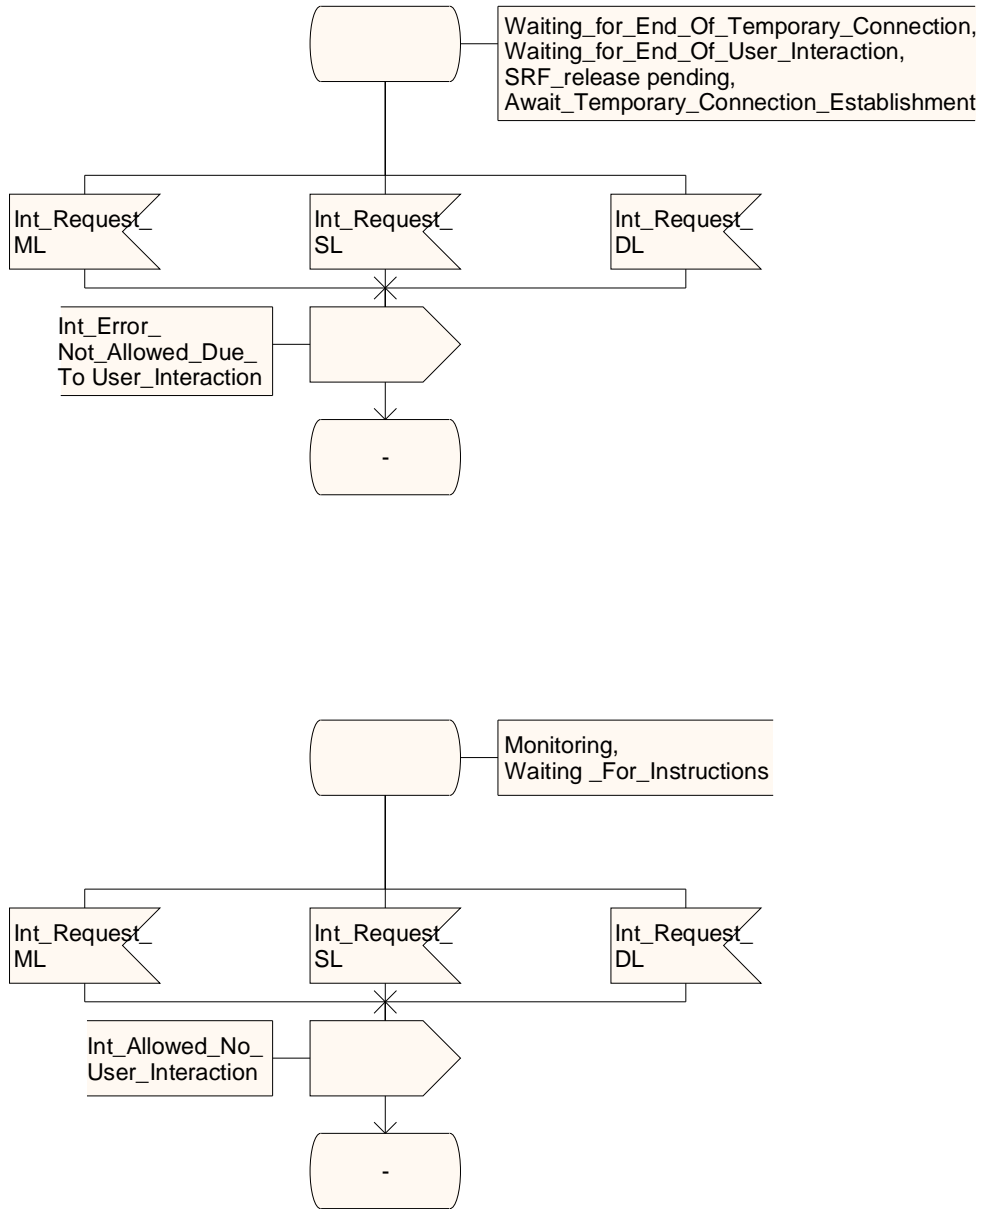 Waiting_for_End_Of_Temporary_Connection,
Waiting_for_End_Of_User_Interaction,
SRF_release pending,
Await_Temporary_Connection_Establishment
Int_Request_
ML
Int_Request_
SL
Int_Request_
DL
Int_Error_
Not_Allowed_Due_
To User_Interaction
-
Monitoring,
Waiting _For_Instructions
Int_Request_
ML
Int_Request_
SL
Int_Request_
DL
Int_Allowed_No_
User_Interaction
-